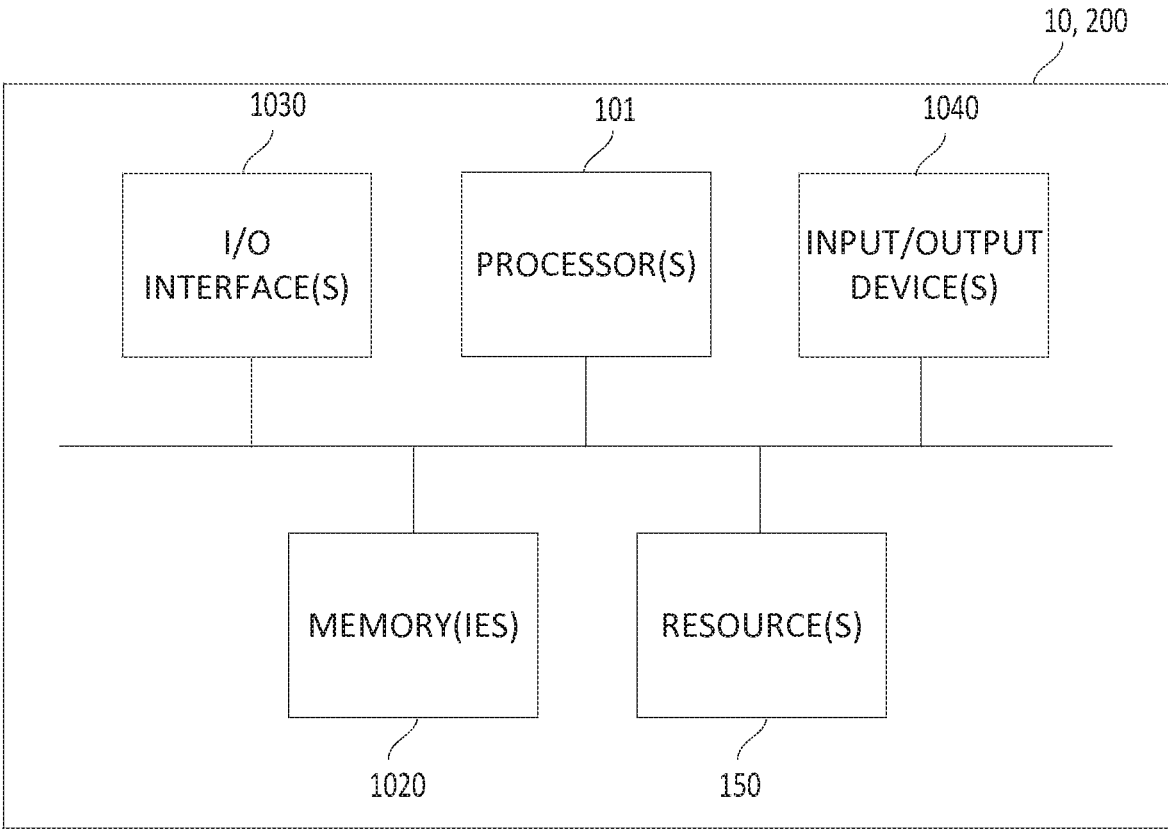 10, 200
1030
101
1040
I/O
INTERFACE(S)
PROCESSOR(S)
INPUT/OUTPUT
DEVICE(S)
MEMORY(IES)
RESOURCE(S)
1020
150